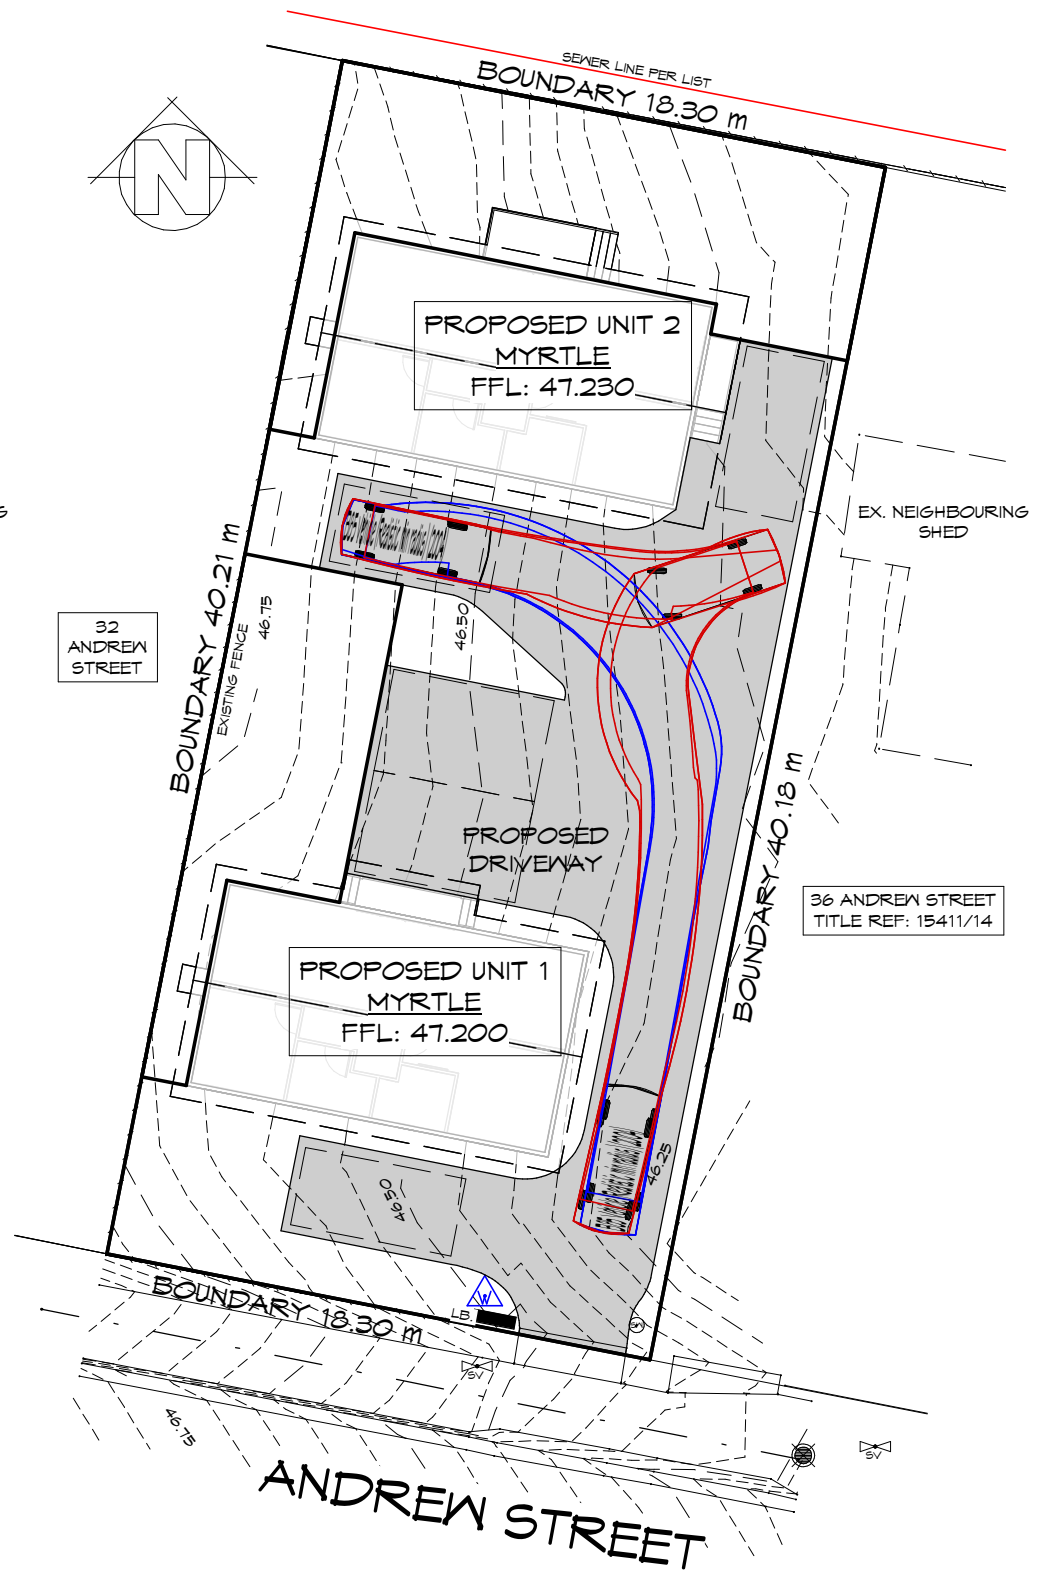 SEWER LINE PER LIST
BOUNDARY 18.30 m
N
PROPOSED UNIT 2
MYRTLE
FFL: 47.230
EX. NEIGHBOURING
SHED
BOUNDARY 40.21 m
EXISTING FENCE
46.75
46.50
32
ANDREW
STREET
BOUNDARY 40.18 m
PROPOSED
DRIVEWAY
36 ANDREW STREET
TITLE REF: 15411/14
PROPOSED UNIT 1
MYRTLE
FFL: 47.200
46.25
46.50
W
LB.
SW
BOUNDARY 18.30 m
SV
SV
46.75
ANDREW STREET